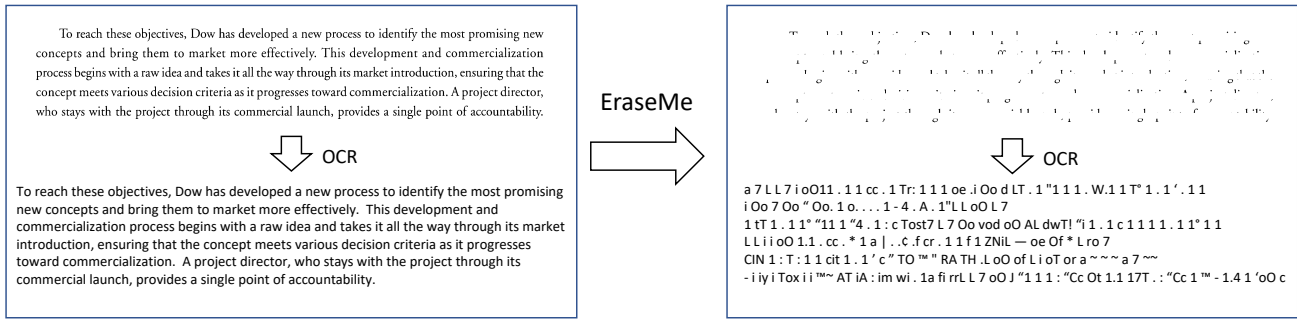 To reach these objectives, Dow has developed a new process to identify the most promising new
concepts and bring them to market more effectively. This development and commercialization
process begins with a raw idea and takes it all the way through its market introduction, ensuring that the
concept meets various decision criteria as it progresses toward commercialization. A project director,
who stays with the project through its commercial launch, provides a single point of accountability.
OCR
To reach these objectives, Dow has developed a new process to identify the most promising
new concepts and bring them to market more effectively. This development and
commercialization process begins with a raw idea and takes it all the way through its market
introduction, ensuring that the concept meets various decision criteria as it progresses
toward commercialization. A project director, who stays with the project through its
commercial launch, provides a single point of accountability.
EraseMe
OCR
a 7 L L 7 i oO11 . 1 1 cc . 1 Tr: 1 1 1 oe .i Oo d LT . 1 "1 1 1 . W.1 1 T° 1 . 1 ‘ . 1 1
i Oo 7 Oo “ Oo. 1 o. . . . 1 - 4 . A . 1"L L oO L 7
1 tT 1 . 1 1° “11 1 “4 . 1 : c Tost7 L 7 Oo vod oO AL dwT! “i 1 . 1 c 1 1 1 1 . 1 1° 1 1
L L i i oO 1.1 . cc . * 1 a | . .¢ .f cr . 1 1 f 1 ZNiL — oe Of * L ro 7
CIN 1 : T : 1 1 cit 1 . 1 ’ c ” TO ™ " RA TH .L oO of L i oT or a ~ ~ ~ a 7 ~~
- i iy i Tox i i ™~ AT iA : im wi . 1a fi rrL L 7 oO J “1 1 1 : “Cc Ot 1.1 17T . : “Cc 1 ™ - 1.4 1 ‘oO c